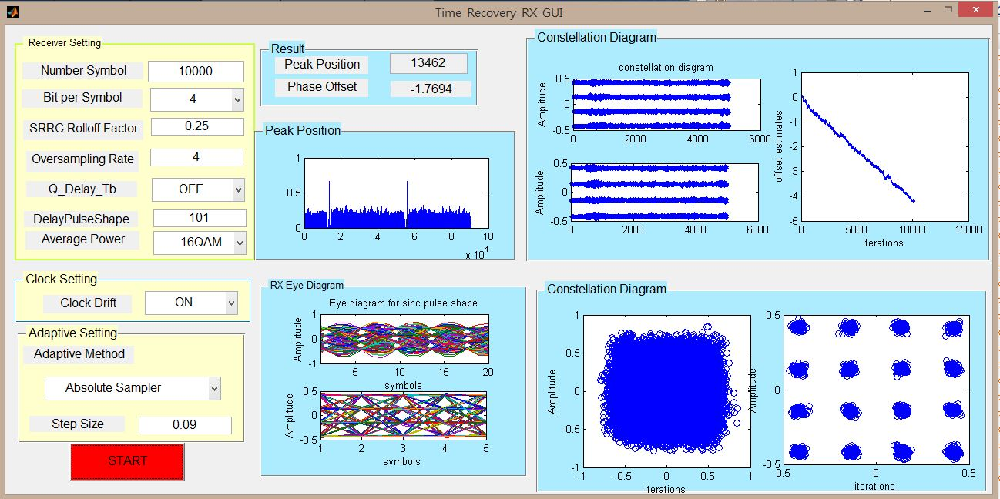 Time_Recovery_RX_GUI
Receiver Setting
Number Symbol 10000
Bit per Symbol 4
SRRC Rolloff Factor 0.25
Oversampling Rate 4
Q_Delay_Tb OFF
DelayPulseShape 101
Average Power 16QAM
Clock Setting
Clock Drift ON
Adaptive Setting
Adaptive Method
Absolute Sampler
Step Size 0.09
START
Result
Peak Position 13462
Phase Offset -1.7694
Peak Position
1
0.5
0
0 2 4 6 8 10
x 10^4
RX Eye Diagram
Eye diagram for sinc pulse shape
Amplitude
1
0
-1
5 10 15 20
symbols
Amplitude
0.5
0
-0.5
1 2 3 4 5
symbols
Constellation Diagram
constellation diagram
Amplitude
0.5
0
-0.5
0 2000 4000 6000
Amplitude
0.5
0
-0.5
0 2000 4000 6000
offset estimates
1
0
-1
-2
-3
-4
-5
0 5000 10000 15000
iterations
Constellation Diagram
Amplitude
1
0.5
0
-0.5
-1
-1 -0.5 0 0.5 1
iterations
Amplitude
0.5
0
-0.5
-0.5 0 0.5
iterations